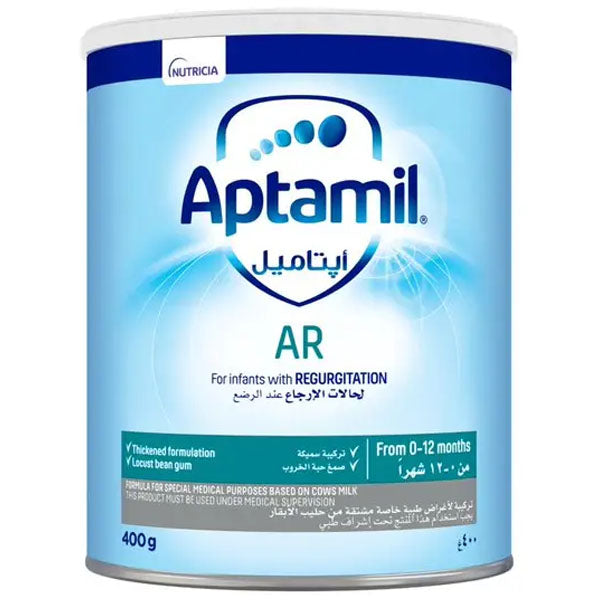 NUTRICIA
Aptamil®
أپتاميل
AR
For infants with REGURGITATION
لحالات الإرجاع عند الرضع
✓Thickened formulation
✓Locust bean gum
✓ تركيبة سميكة
✓ صمغ حبة الخروب
From 0-12 months
من ٠-١٢ شهراً
FORMULA FOR SPECIAL MEDICAL PURPOSES BASED ON COWS MILK
THIS PRODUCT MUST BE USED UNDER MEDICAL SUPERVISION
تركيبة لأغراض طبية خاصة مشتقة من حليب الأبقار
يجب استخدام هذا المنتج تحت إشراف طبي
400g
٤٠٠غ